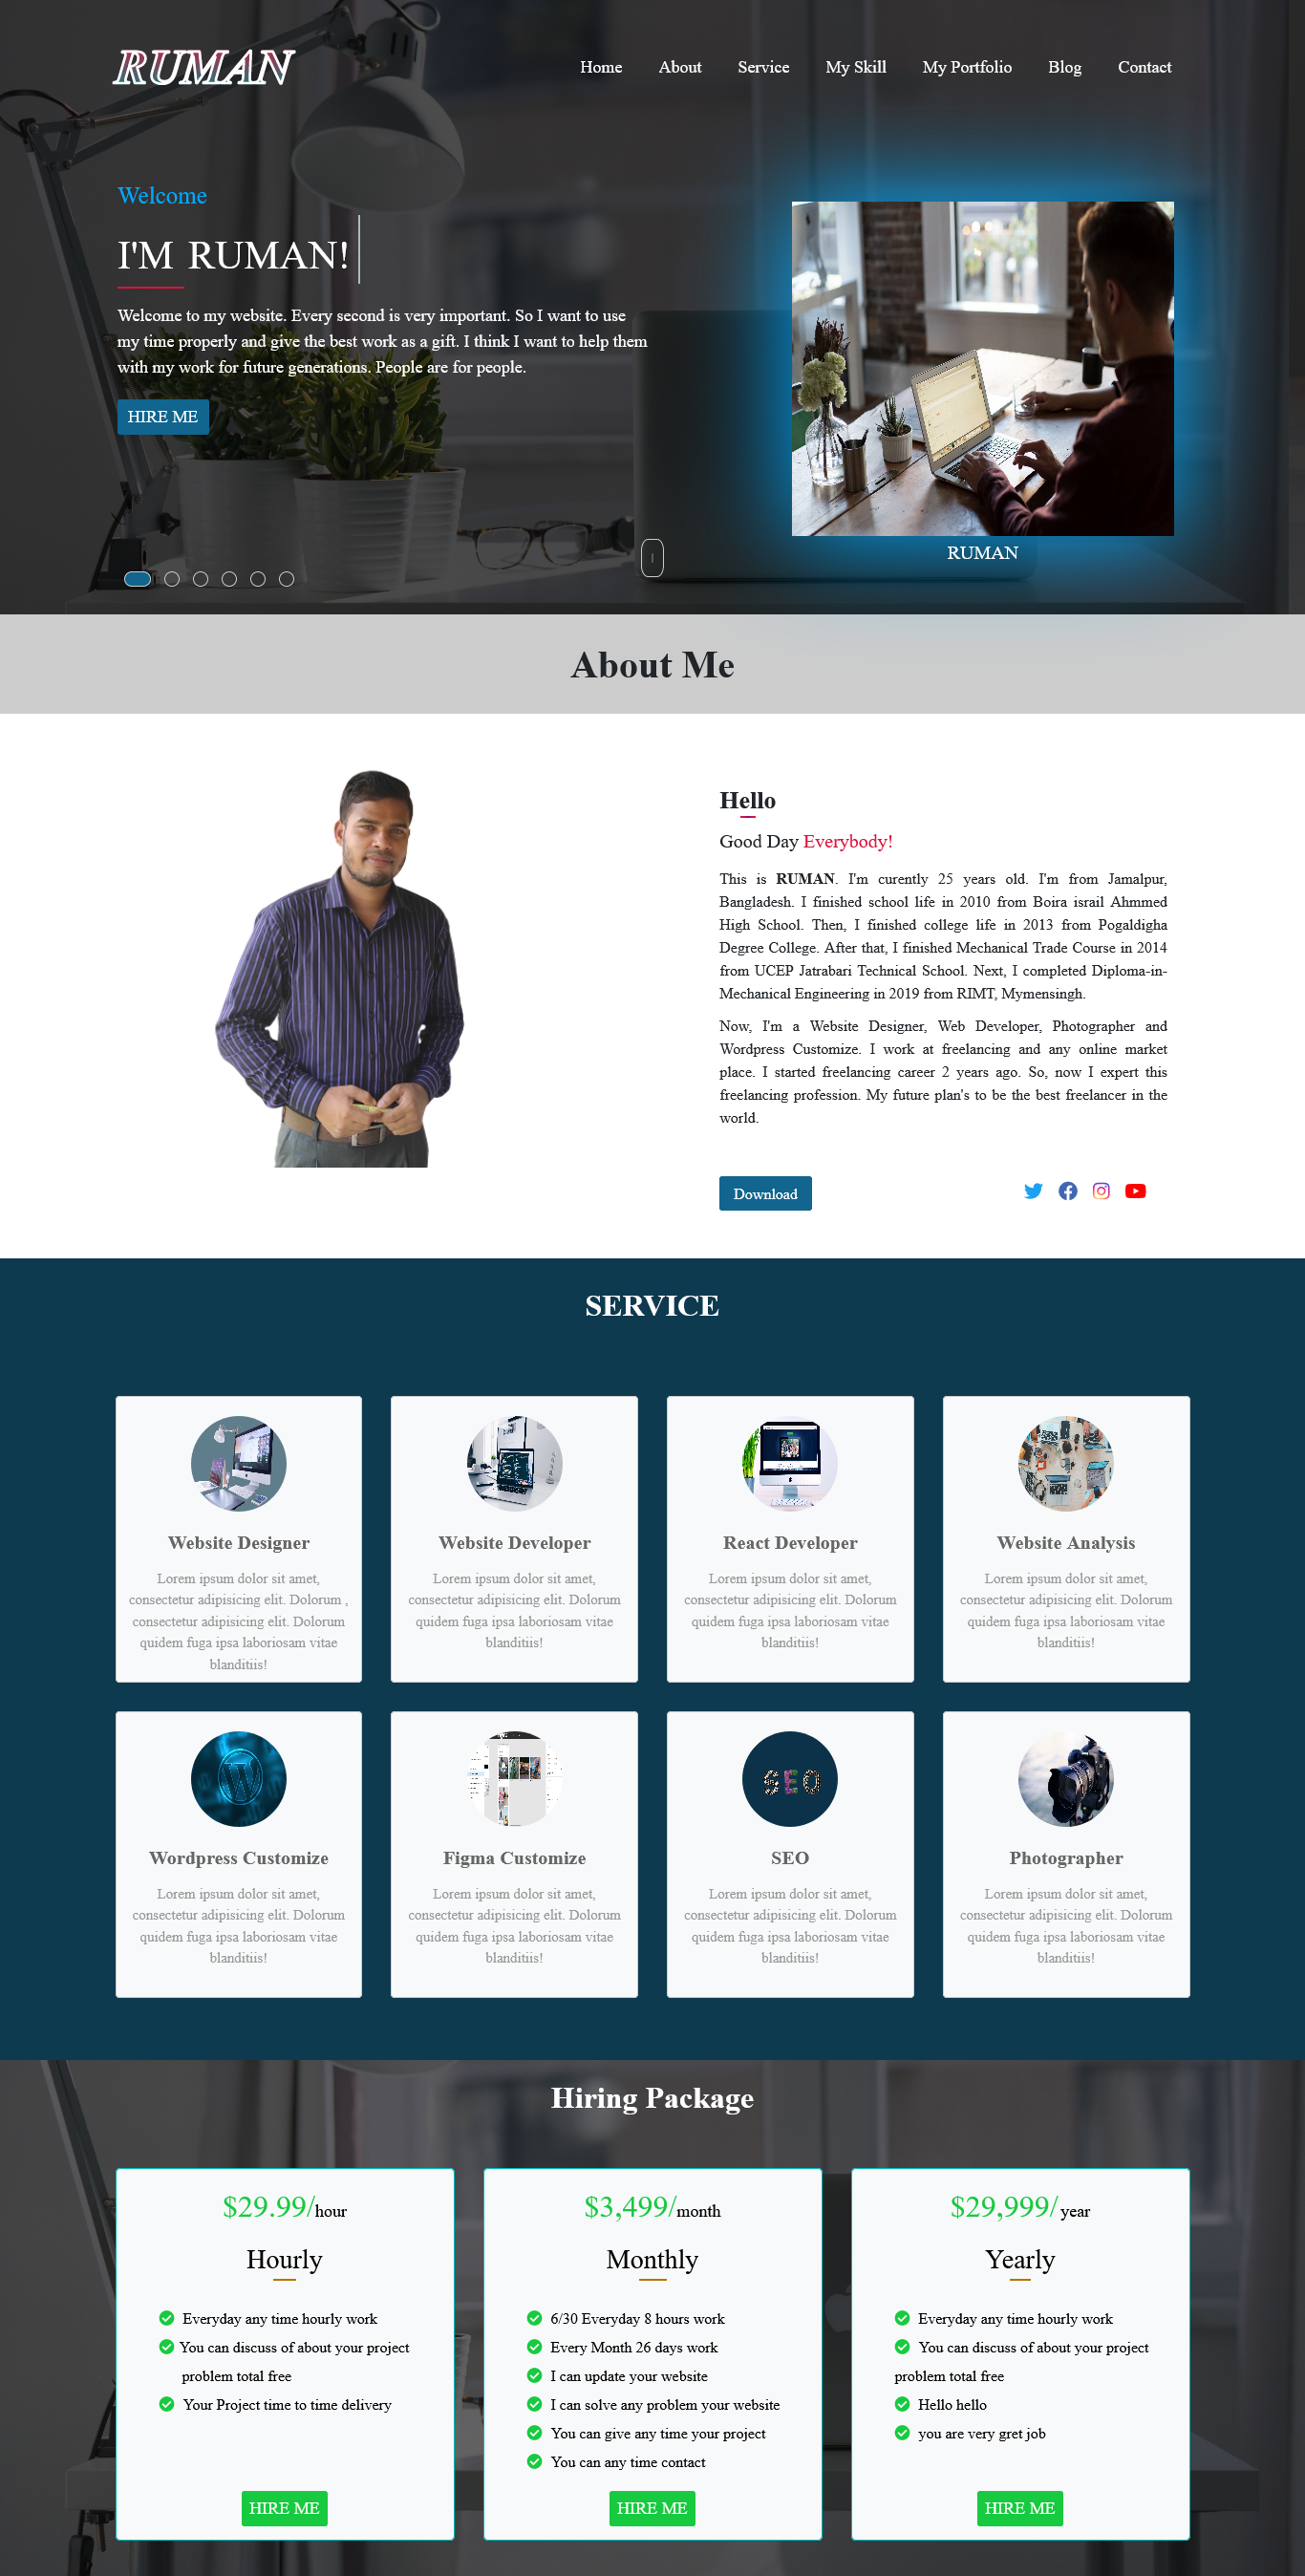 RUMAN
Home About Service My Skill My Portfolio Blog Contact
Welcome
I'M RUMAN!
Welcome to my website. Every second is very important. So I want to use
my time properly and give the best work as a gift. I think I want to help them
with my work for future generations. People are for people.
HIRE ME
RUMAN
About Me
Hello
Good Day Everybody!
This is RUMAN. I'm curently 25 years old. I'm from Jamalpur,
Bangladesh. I finished school life in 2010 from Boira israil Ahmmed
High School. Then, I finished college life in 2013 from Pogaldigha
Degree College. After that, I finished Mechanical Trade Course in 2014
from UCEP Jatrabari Technical School. Next, I completed Diploma-in-
Mechanical Engineering in 2019 from RIMT, Mymensingh.
Now, I'm a Website Designer, Web Developer, Photographer and
Wordpress Customize. I work at freelancing and any online market
place. I started freelancing career 2 years ago. So, now I expert this
freelancing profession. My future plan's to be the best freelancer in the
world.
Download
SERVICE
Website Designer
Lorem ipsum dolor sit amet,
consectetur adipisicing elit. Dolorum ,
consectetur adipisicing elit. Dolorum
quidem fuga ipsa laboriosam vitae
blanditiis!
Website Developer
Lorem ipsum dolor sit amet,
consectetur adipisicing elit. Dolorum
quidem fuga ipsa laboriosam vitae
blanditiis!
React Developer
Lorem ipsum dolor sit amet,
consectetur adipisicing elit. Dolorum
quidem fuga ipsa laboriosam vitae
blanditiis!
Website Analysis
Lorem ipsum dolor sit amet,
consectetur adipisicing elit. Dolorum
quidem fuga ipsa laboriosam vitae
blanditiis!
Wordpress Customize
Lorem ipsum dolor sit amet,
consectetur adipisicing elit. Dolorum
quidem fuga ipsa laboriosam vitae
blanditiis!
Figma Customize
Lorem ipsum dolor sit amet,
consectetur adipisicing elit. Dolorum
quidem fuga ipsa laboriosam vitae
blanditiis!
SEO
SEO
Lorem ipsum dolor sit amet,
consectetur adipisicing elit. Dolorum
quidem fuga ipsa laboriosam vitae
blanditiis!
Photographer
Lorem ipsum dolor sit amet,
consectetur adipisicing elit. Dolorum
quidem fuga ipsa laboriosam vitae
blanditiis!
Hiring Package
$29.99/hour
Hourly
Everyday any time hourly work
You can discuss of about your project
problem total free
Your Project time to time delivery
HIRE ME
$3,499/month
Monthly
6/30 Everyday 8 hours work
Every Month 26 days work
I can update your website
I can solve any problem your website
You can give any time your project
You can any time contact
HIRE ME
$29,999/ year
Yearly
Everyday any time hourly work
You can discuss of about your project
problem total free
Hello hello
you are very gret job
HIRE ME